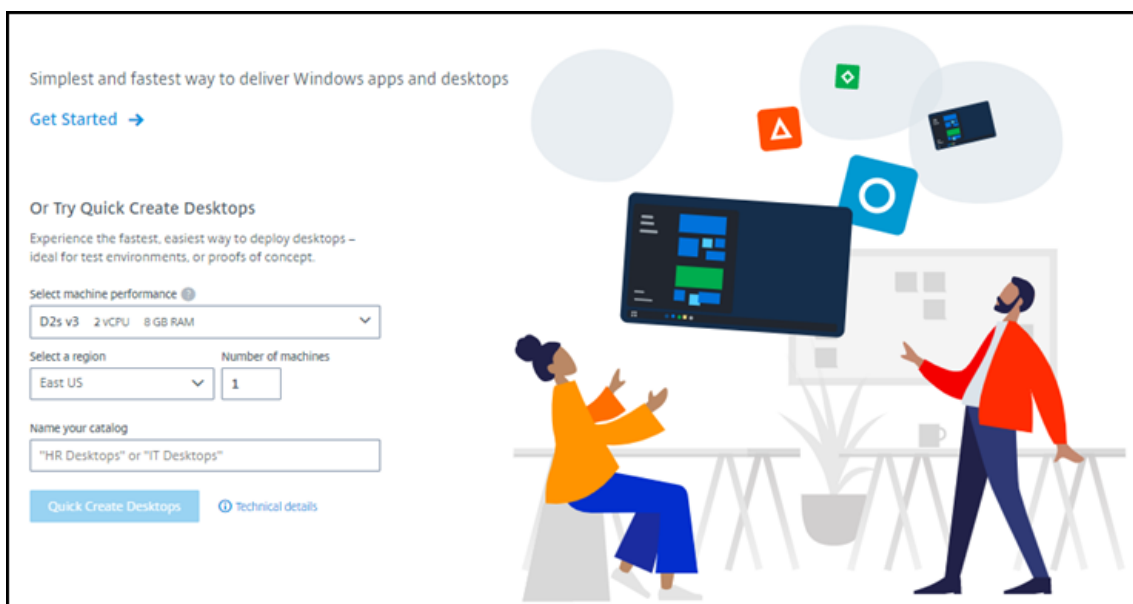 Simplest and fastest way to deliver Windows apps and desktops
Get Started →
Or Try Quick Create Desktops
Experience the fastest, easiest way to deploy desktops –
ideal for test environments, or proofs of concept.
Select machine performance ?
D2s v3 2 vCPU 8 GB RAM
Select a region Number of machines
East US 1
Name your catalog
"HR Desktops" or "IT Desktops"
Quick Create Desktops Technical details